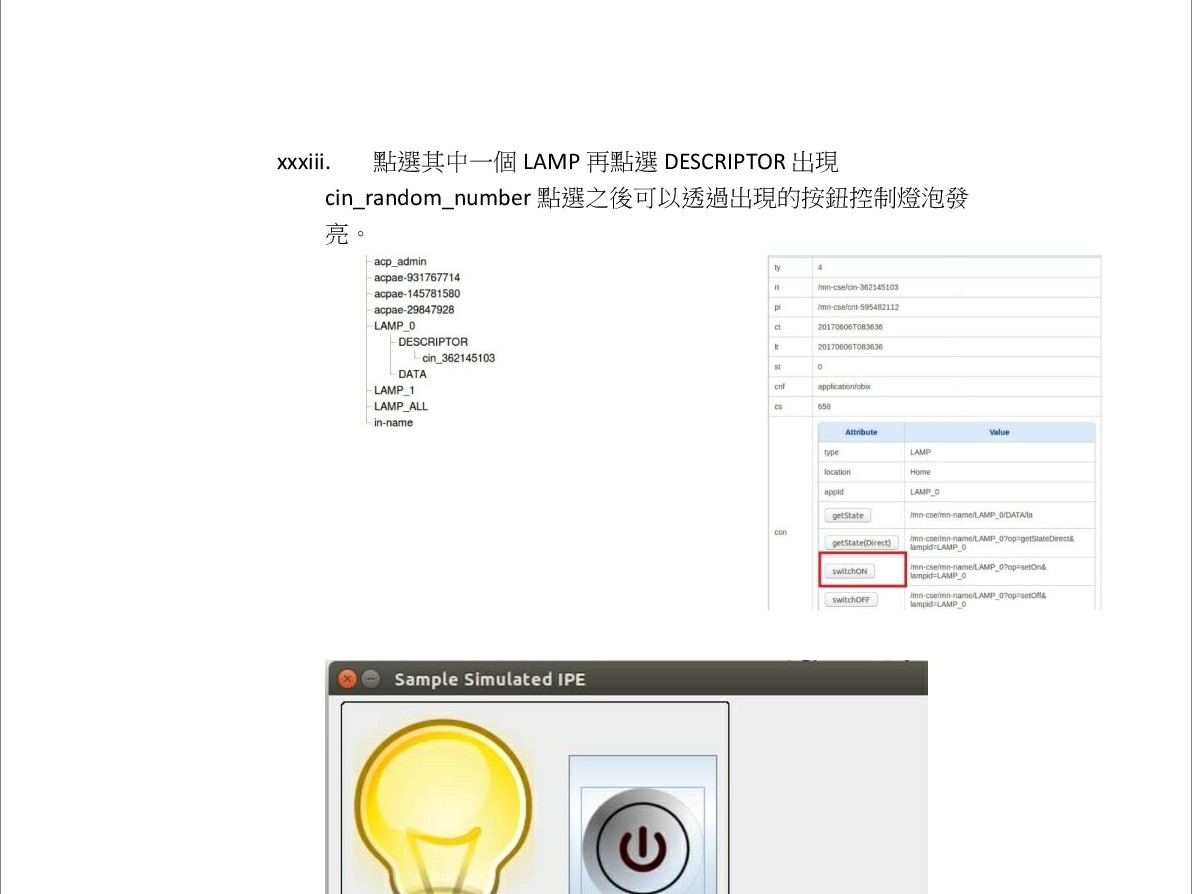 xxxiii. 點選其中一個 LAMP 再點選 DESCRIPTOR 出現
cin_random_number 點選之後可以透過出現的按鈕控制燈泡發
亮。
acp_admin
acpae-931767714
acpae-145781580
acpae-29847928
LAMP_0
DESCRIPTOR
cin_362145103
DATA
LAMP_1
LAMP_ALL
in-name
ty 4
ri /mn-cse/cin-362145103
pi /mn-cse/cnt-595482112
ct 20170606T083636
lt 20170606T083636
st 0
cnf application/obix
cs 658
con
Attribute Value
type LAMP
location Home
appId LAMP_0
getState /mn-cse/mn-name/LAMP_0/DATA/la
getState(Direct) /mn-cse/mn-name/LAMP_0?op=getStateDirect&
lampid=LAMP_0
switchON /mn-cse/mn-name/LAMP_0?op=setOn&
lampid=LAMP_0
switchOFF /mn-cse/mn-name/LAMP_0?op=setOff&
lampid=LAMP_0
Sample Simulated IPE